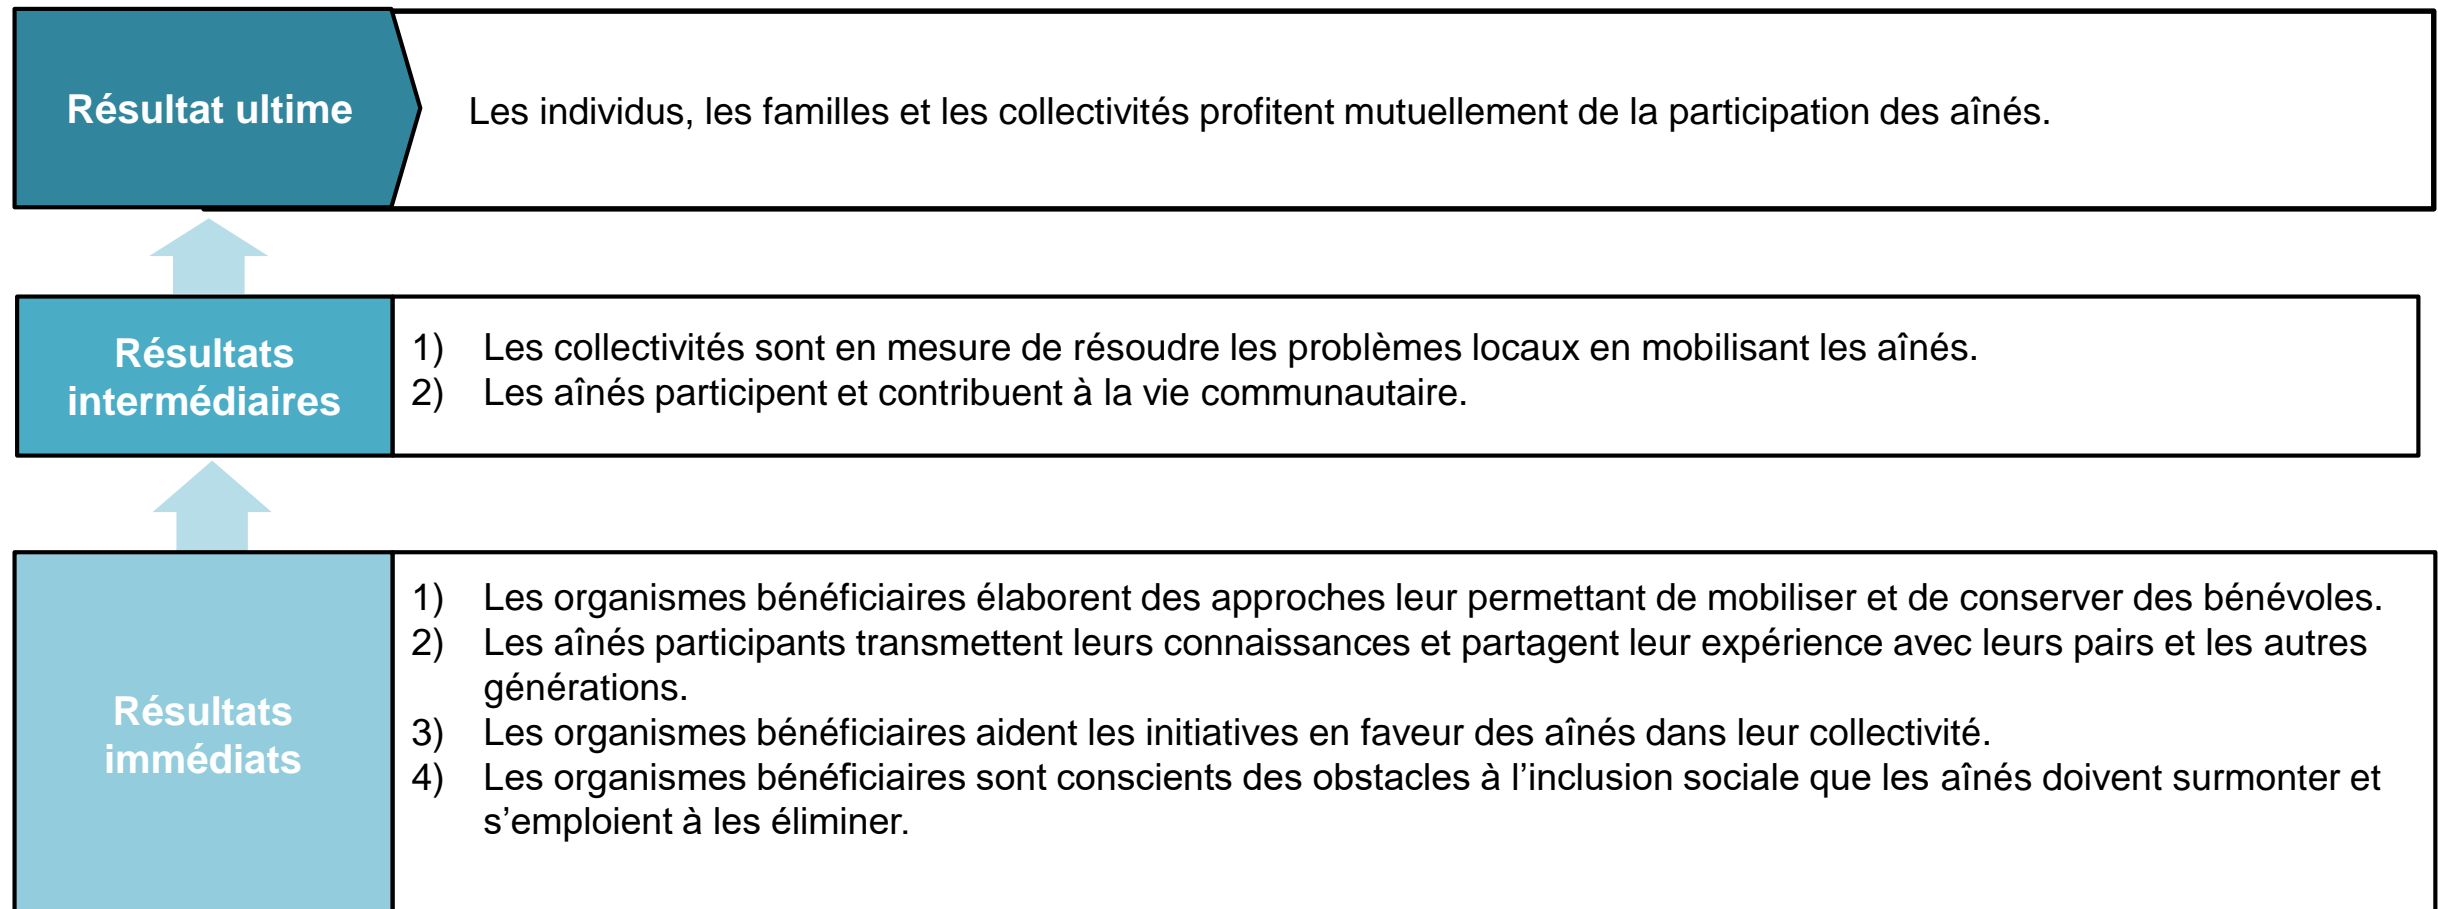 Résultat ultime
Les individus, les familles et les collectivités profitent mutuellement de la participation des aînés.
Résultats
intermédiaires
1) Les collectivités sont en mesure de résoudre les problèmes locaux en mobilisant les aînés.
2) Les aînés participent et contribuent à la vie communautaire.
Résultats
immédiats
1) Les organismes bénéficiaires élaborent des approches leur permettant de mobiliser et de conserver des bénévoles.
2) Les aînés participants transmettent leurs connaissances et partagent leur expérience avec leurs pairs et les autres
générations.
3) Les organismes bénéficiaires aident les initiatives en faveur des aînés dans leur collectivité.
4) Les organismes bénéficiaires sont conscients des obstacles à l’inclusion sociale que les aînés doivent surmonter et
s’emploient à les éliminer.